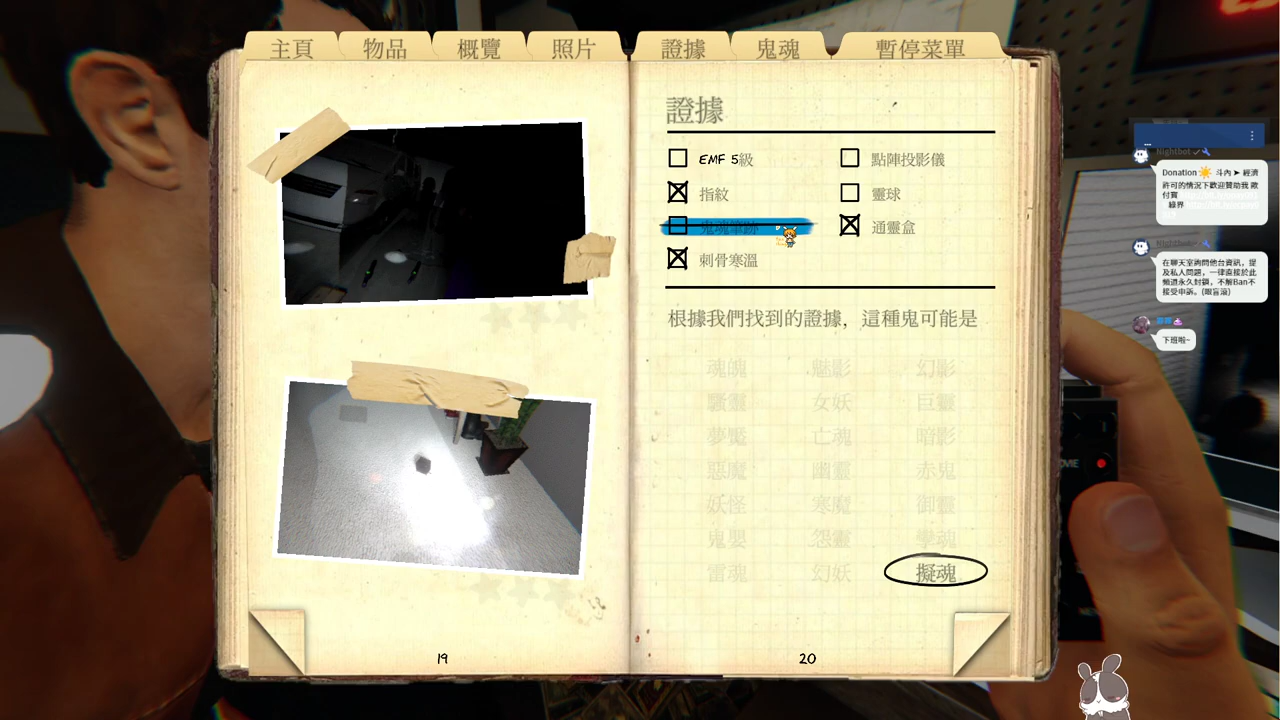 主頁 物品 概覽 照片 證據 鬼魂 暫停菜單
證據
EMF 5級 點陣投影儀
指紋 靈球
鬼魂筆跡 通靈盒
刺骨寒溫
根據我們找到的證據，這種鬼可能是
魂魄 魅影 幻影
騷靈 女妖 巨靈
夢魘 亡魂 暗影
惡魔 幽靈 赤鬼
妖怪 寒魔 御靈
鬼嬰 怨靈 孿魂
雷魂 幻妖 擬魂
19 20
Nightbot
Donation ☀️ 斗內 ➤ 經濟
許可的情況下歡迎贊助我
綠界
Nightbot
在聊天室詢問他台資訊，提
及私人問題，一律直接於此
頻道永久封鎖，不解Ban不
接受申訴。(眼盲滾)
下班啦~